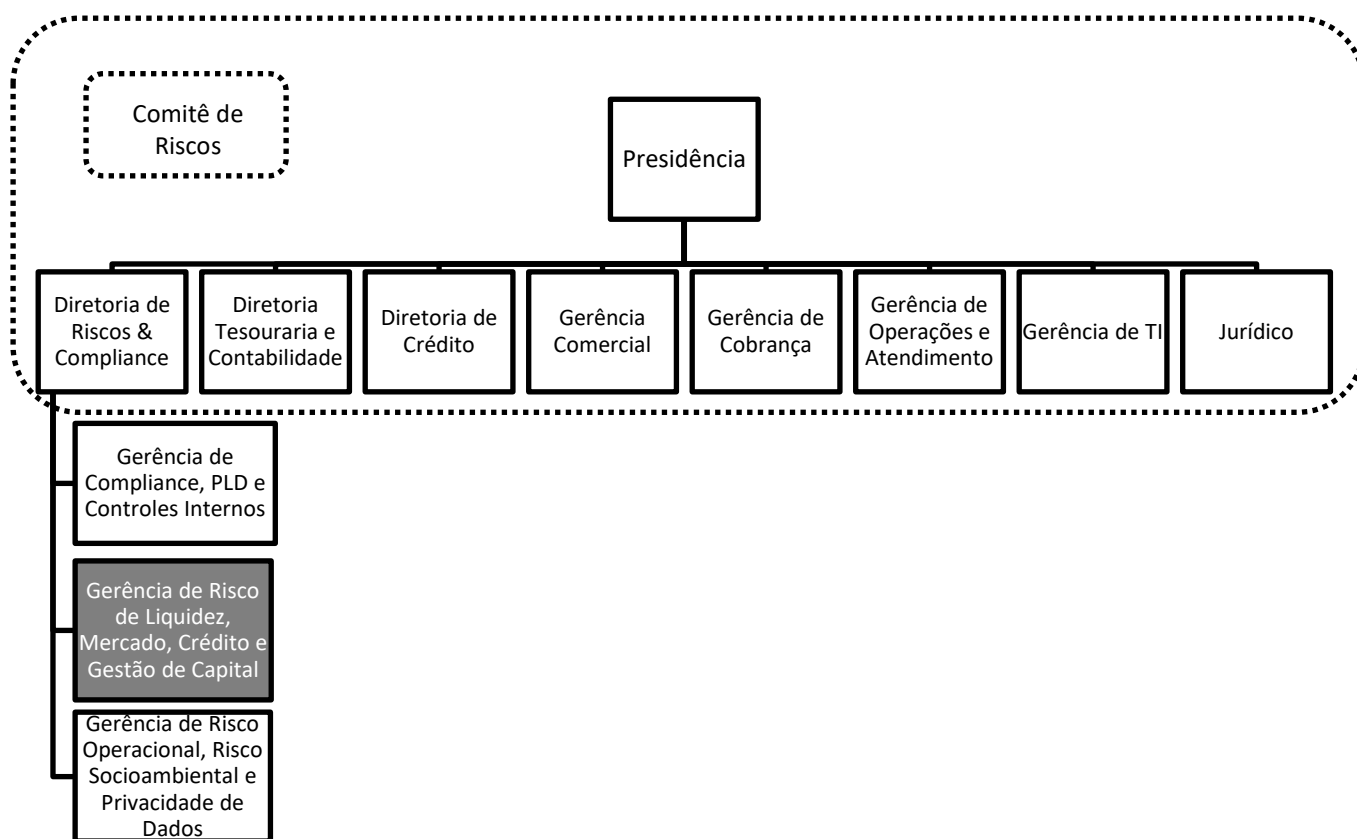 Comitê de
Riscos
Presidência
Diretoria de
Riscos &
Compliance
Diretoria
Tesouraria e
Contabilidade
Diretoria de
Crédito
Gerência
Comercial
Gerência de
Cobrança
Gerência de
Operações e
Atendimento
Gerência de TI
Jurídico
Gerência de
Compliance, PLD e
Controles Internos
Gerência de Risco
de Liquidez,
Mercado, Crédito e
Gestão de Capital
Gerência de Risco
Operacional, Risco
Socioambiental e
Privacidade de
Dados